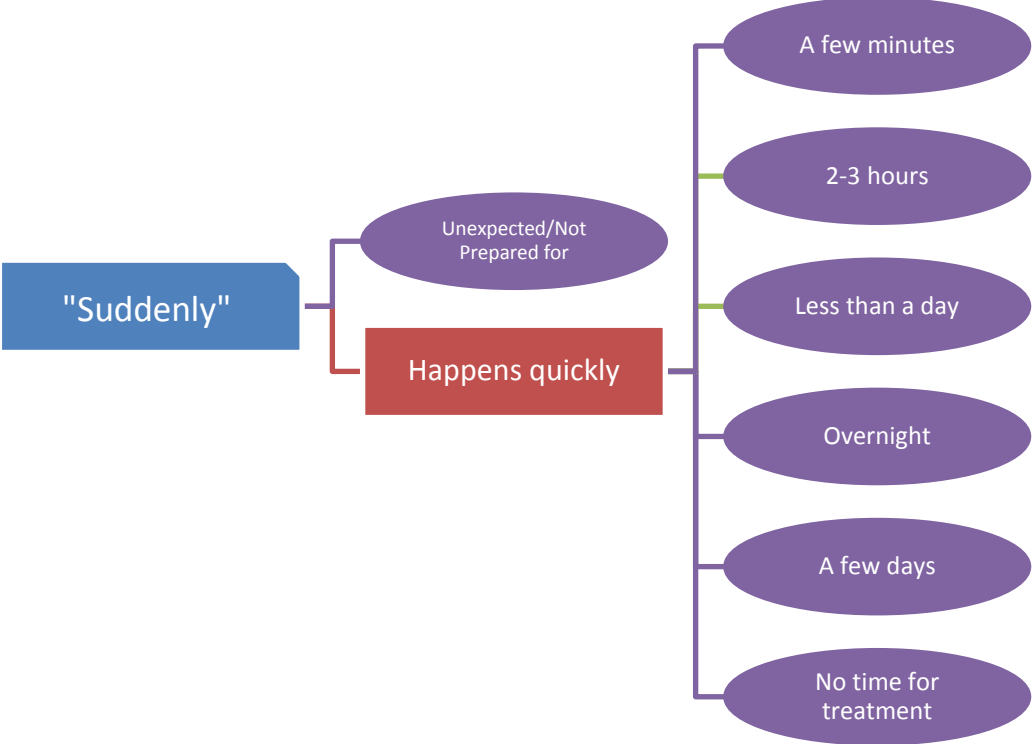 "Suddenly"
Unexpected/Not
Prepared for
Happens quickly
A few minutes
2-3 hours
Less than a day
Overnight
A few days
No time for
treatment